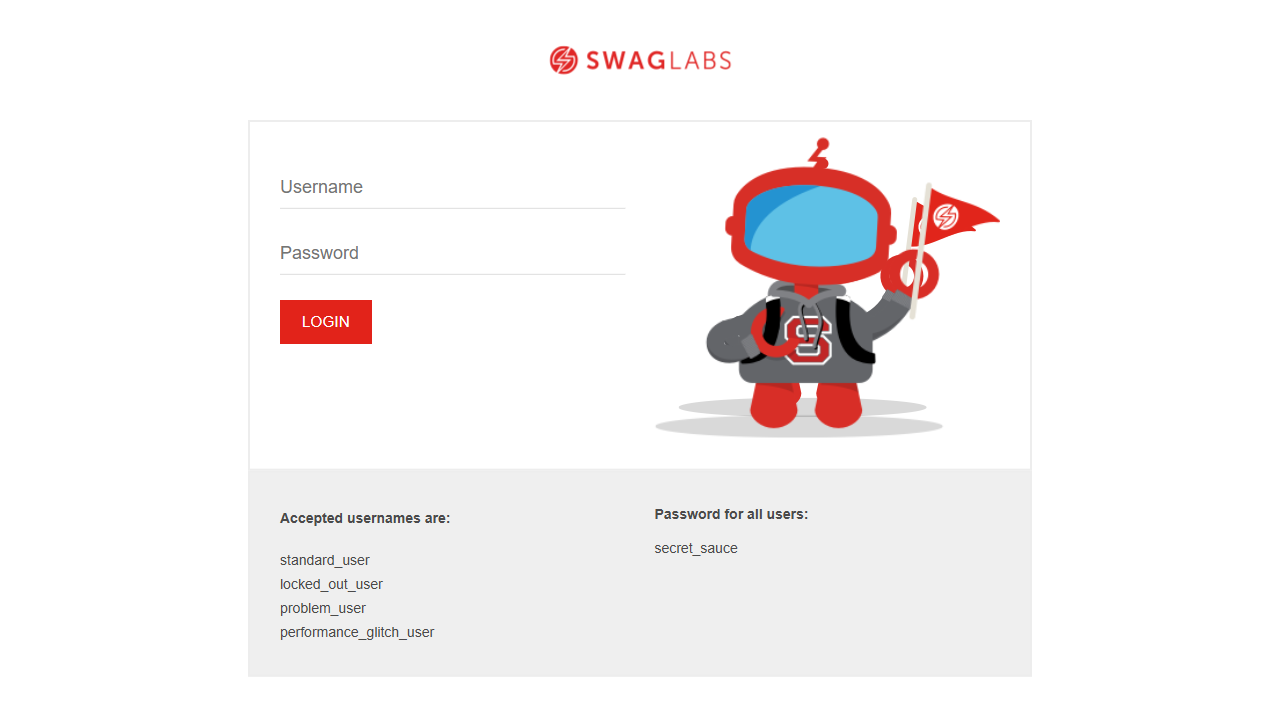 SWAGLABS
Username
Password
LOGIN
S
Accepted usernames are:
standard_user
locked_out_user
problem_user
performance_glitch_user
Password for all users:
secret_sauce